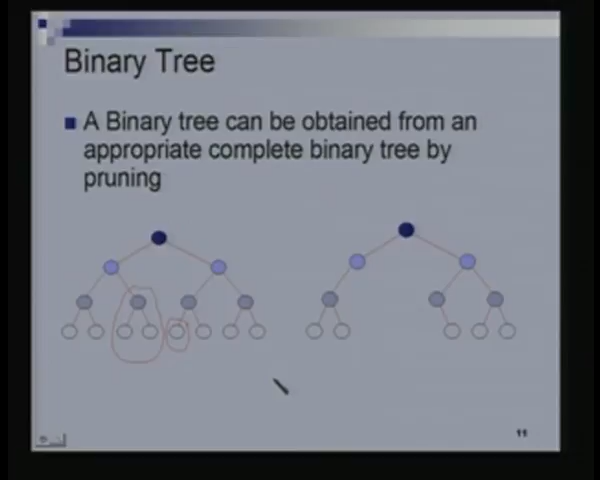 Binary Tree
A Binary tree can be obtained from an
appropriate complete binary tree by
pruning
11